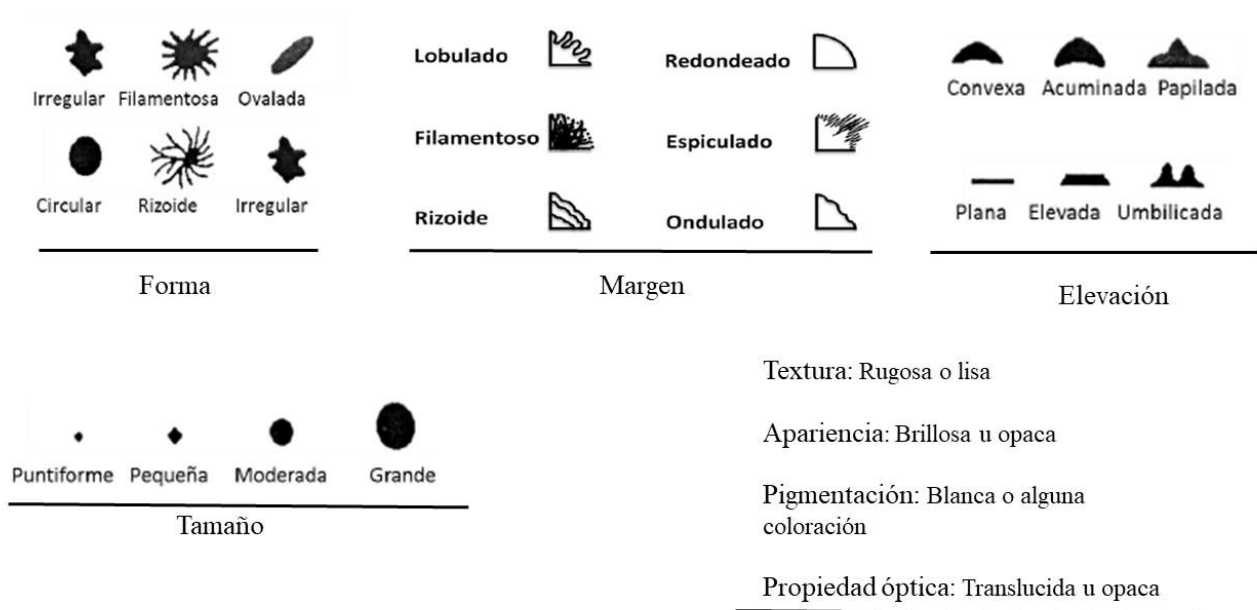 Irregular Filamentosa Ovalada
Circular Rizoide Irregular
Forma
Lobulado Redondeado
Filamentoso Espiculado
Rizoide Ondulado
Margen
Convexa Acuminada Papilada
Plana Elevada Umbilicada
Elevación
Puntiforme Pequeña Moderada Grande
Tamaño
Textura: Rugosa o lisa
Apariencia: Brillosa u opaca
Pigmentación: Blanca o alguna
coloración
Propiedad óptica: Translucida u opaca